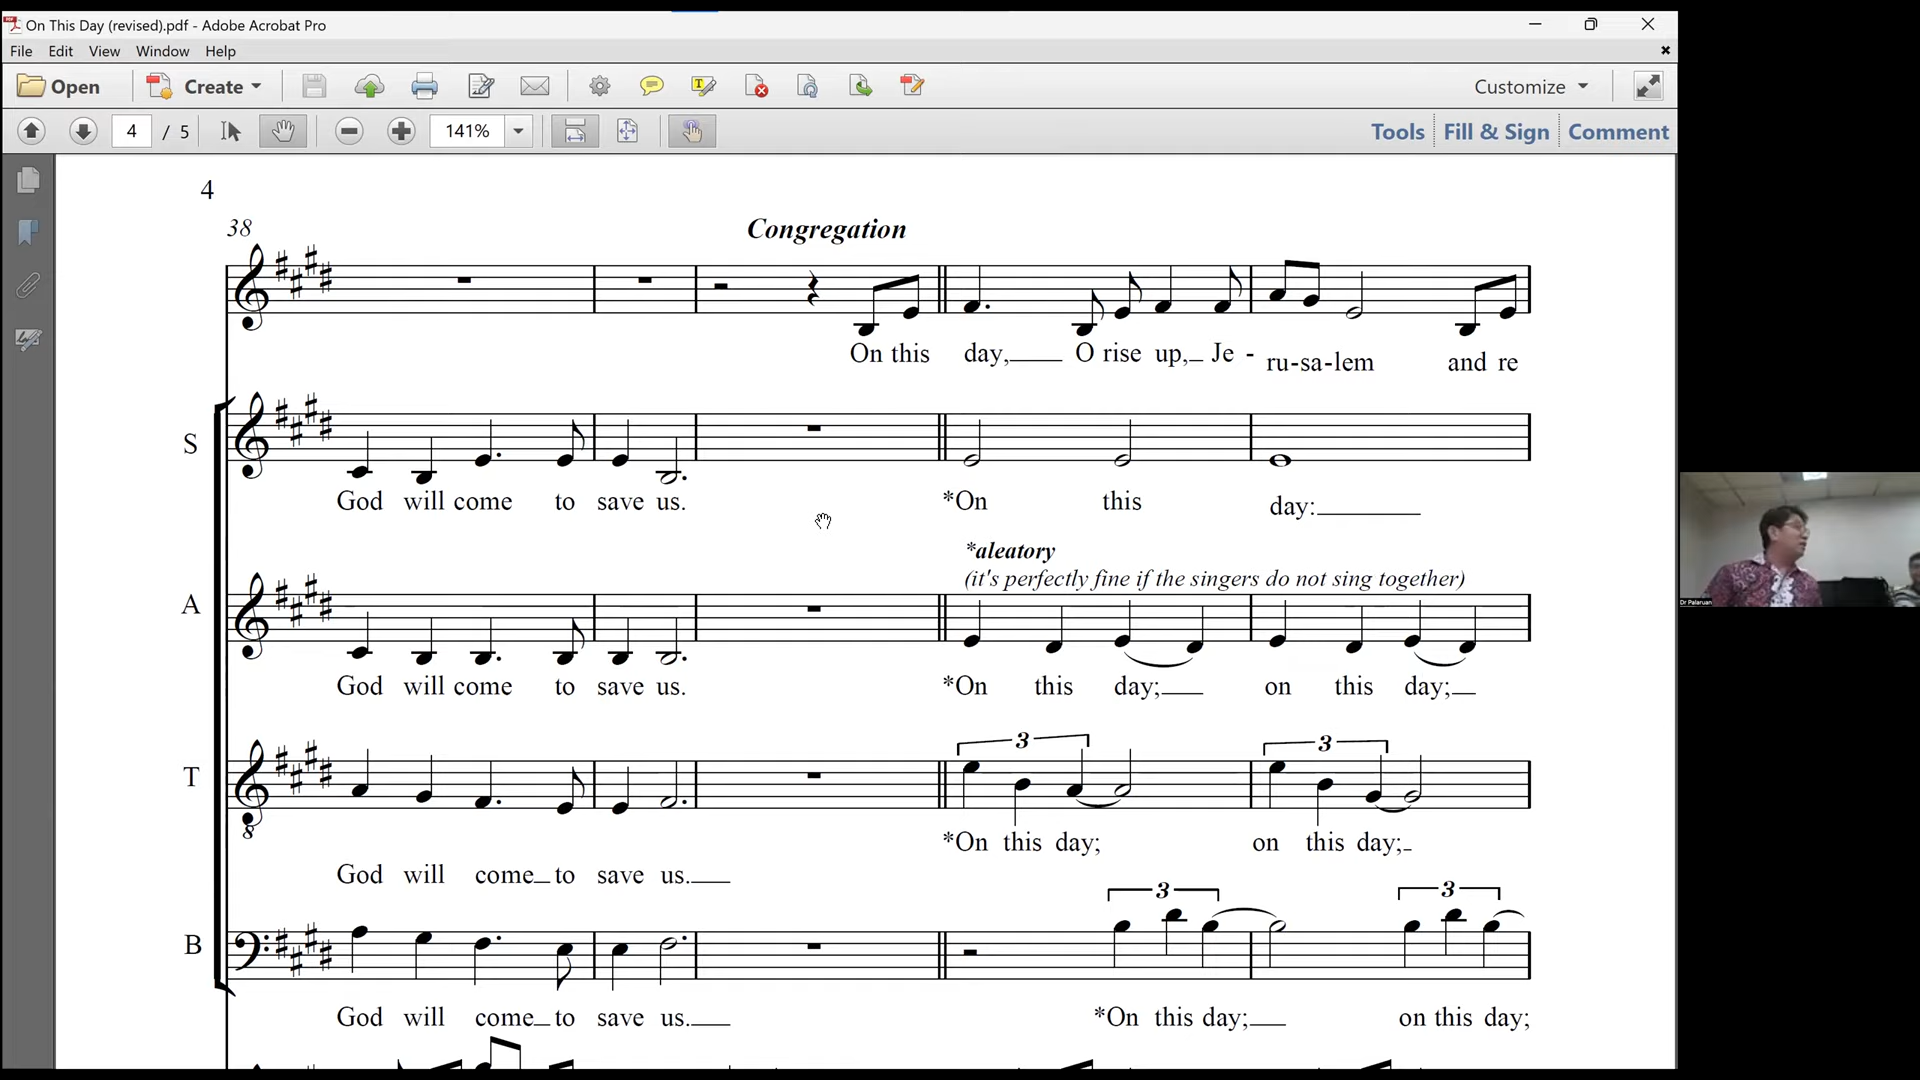 On This Day (revised).pdf - Adobe Acrobat Pro
File Edit View Window Help
Open Create Customize
4 / 5 141% Tools Fill & Sign Comment
4
38
Congregation
On this day, O rise up, Je - ru-sa-lem and re
S
God will come to save us. *On this day:
*aleatory
(it's perfectly fine if the singers do not sing together)
A
God will come to save us. *On this day; on this day;
3 3
T
8
*On this day; on this day;
God will come to save us.
3 3
B
God will come to save us. *On this day; on this day;
Dr Palaruan